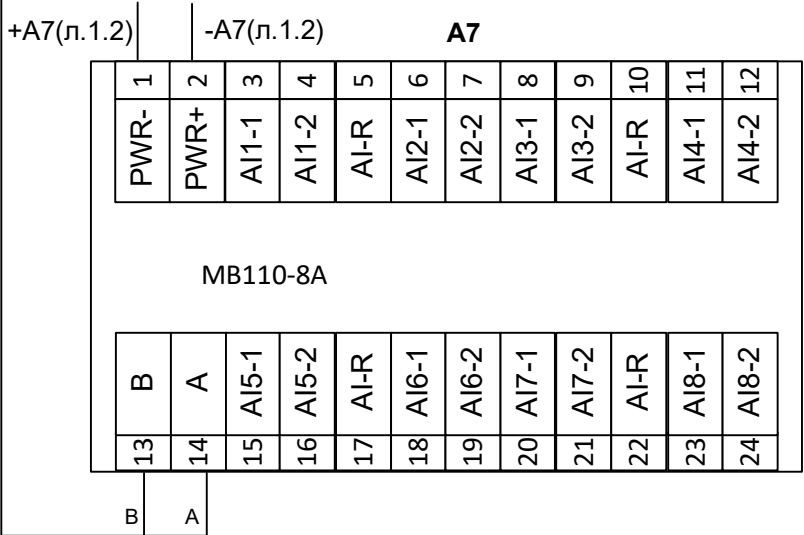 +A7(л.1.2) -A7(л.1.2) A7
1 2 3 4 5 6 7 8 9 10 11 12
PWR- PWR+ AI1-1 AI1-2 AI-R AI2-1 AI2-2 AI3-1 AI3-2 AI-R AI4-1 AI4-2
МВ110-8А
B A AI5-1 AI5-2 AI-R AI6-1 AI6-2 AI7-1 AI7-2 AI-R AI8-1 AI8-2
13 14 15 16 17 18 19 20 21 22 23 24
B A